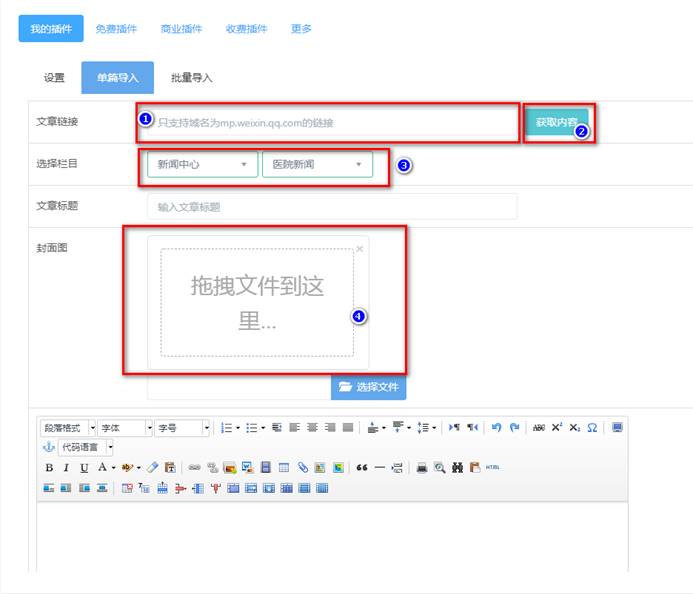 我的插件 免费插件 商业插件 收费插件 更多
设置 单篇导入 批量导入
文章链接 1 只支持域名为mp.weixin.qq.com的链接 获取内容 2
选择栏目 新闻中心 医院新闻 3
文章标题 输入文章标题
封面图
拖拽文件到这
里... 4
选择文件
段落格式 字体 字号 ABC X² X₂ Ω
代码语言
B I U A ab HTML